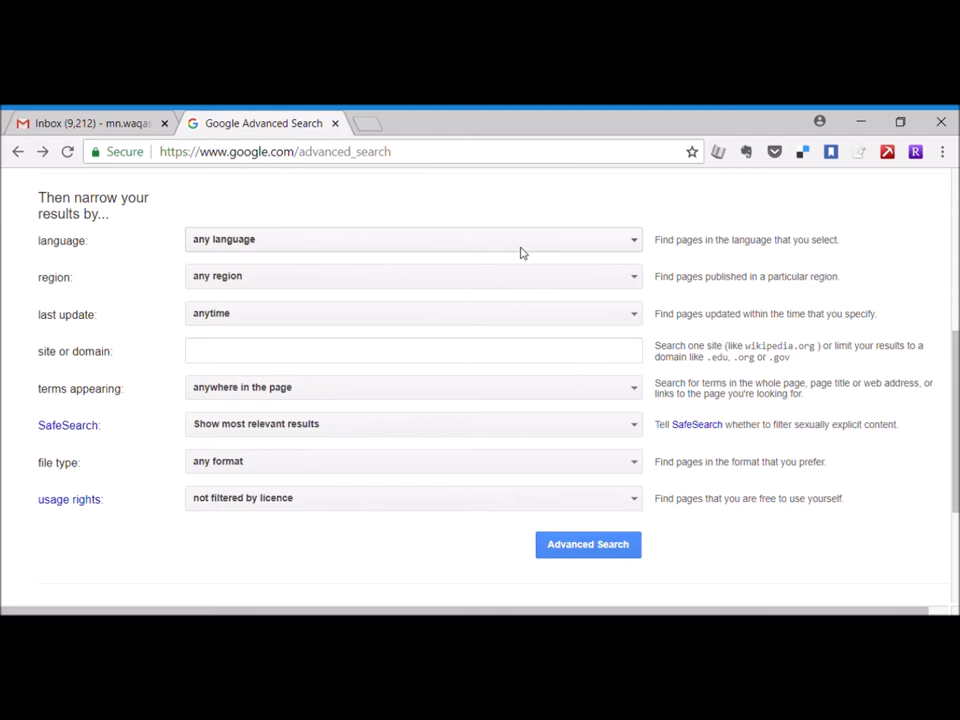 Inbox (9,212) - mn.waqas
Google Advanced Search
Secure https://www.google.com/advanced_search
Then narrow your
results by...
language: any language Find pages in the language that you select.
region: any region Find pages published in a particular region.
last update: anytime Find pages updated within the time that you specify.
site or domain: Search one site (like wikipedia.org ) or limit your results to a
domain like .edu, .org or .gov
terms appearing: anywhere in the page Search for terms in the whole page, page title or web address, or
links to the page you're looking for.
SafeSearch: Show most relevant results Tell SafeSearch whether to filter sexually explicit content.
file type: any format Find pages in the format that you prefer.
usage rights: not filtered by licence Find pages that you are free to use yourself.
Advanced Search